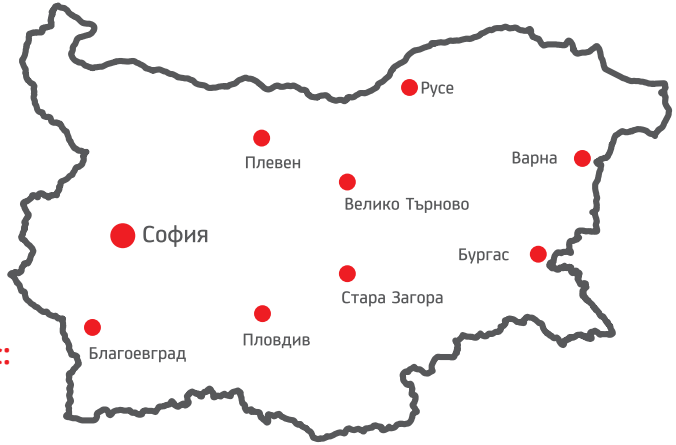 Русе
Плевен
Варна
Велико Търново
София
Бургас
Стара Загора
Пловдив
Благоевград